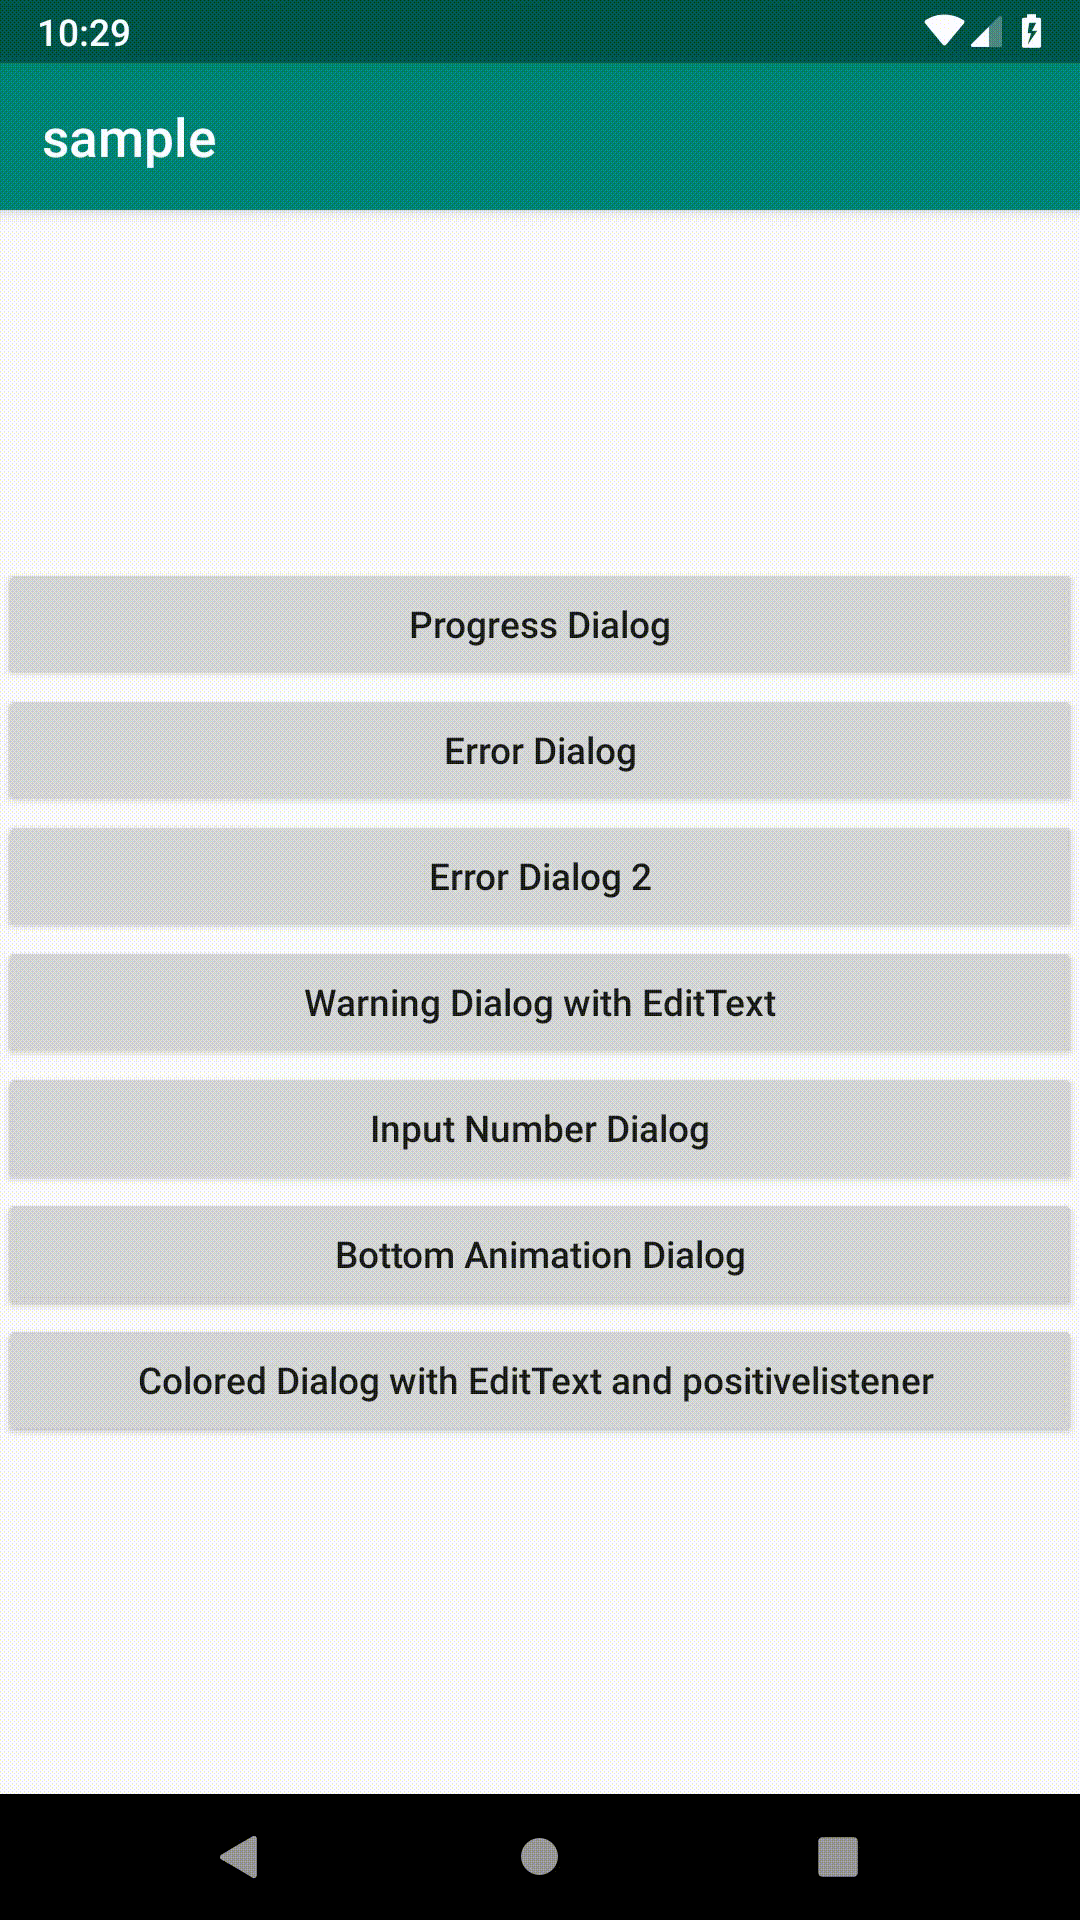 10:29
sample
Progress Dialog
Error Dialog
Error Dialog 2
Warning Dialog with EditText
Input Number Dialog
Bottom Animation Dialog
Colored Dialog with EditText and positivelistener